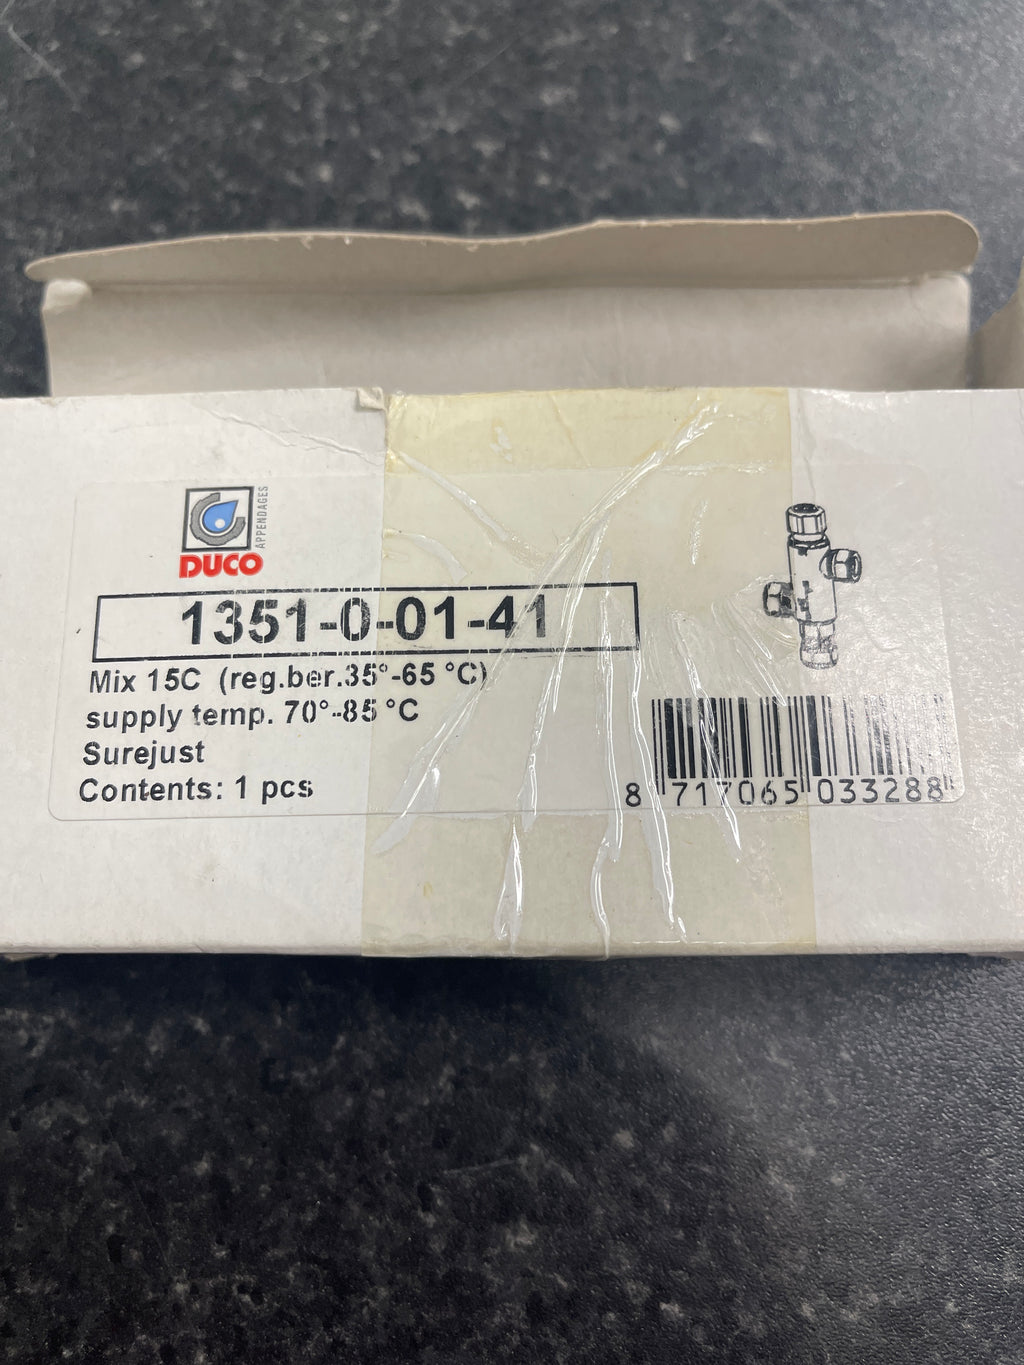 APPENDAGES
DUCO
1351-0-01-41
Mix 15C (reg.ber.35°-65 °C)
supply temp. 70°-85 °C
Surejust
Contents: 1 pcs
8 717065 033288